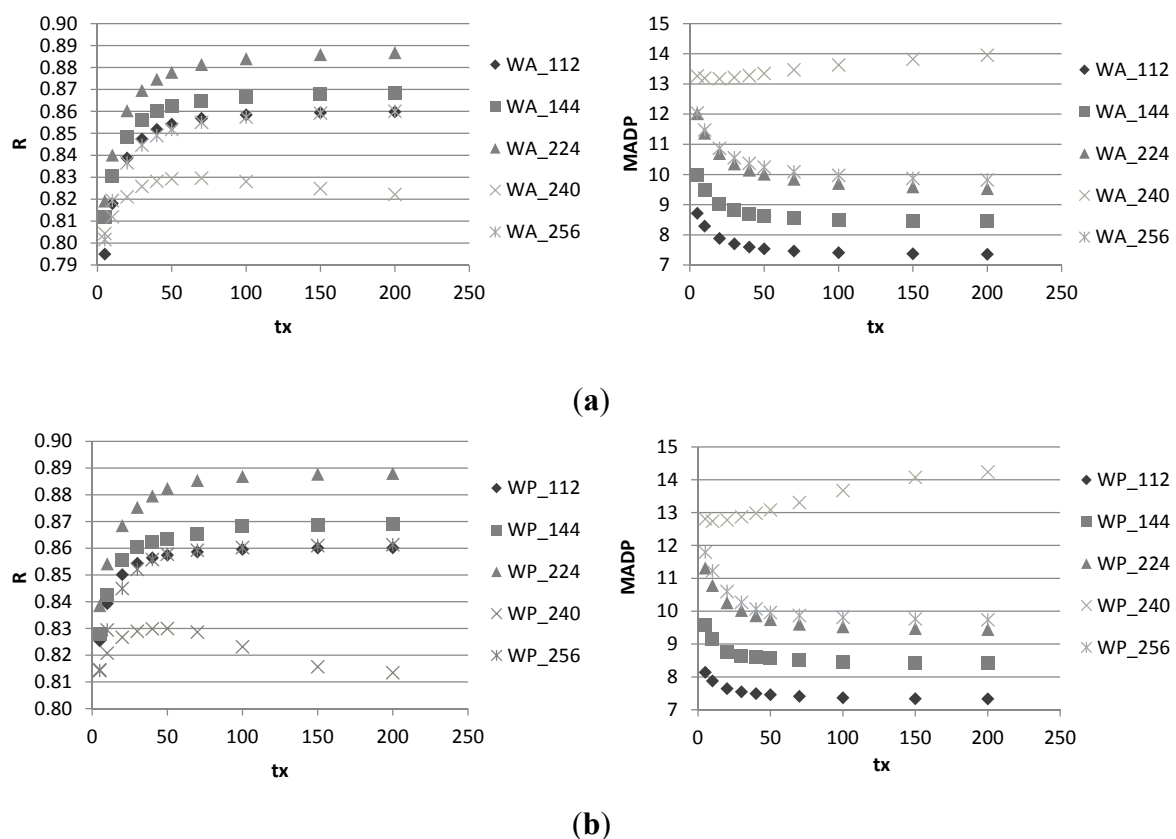 R
0.90
0.89
0.88
0.87
0.86
0.85
0.84
0.83
0.82
0.81
0.80
0.79
0 50 100 150 200 250
tx
WA_112
WA_144
WA_224
WA_240
WA_256
MADP
15
14
13
12
11
10
9
8
7
0 50 100 150 200 250
tx
WA_112
WA_144
WA_224
WA_240
WA_256
(a)
R
0.90
0.89
0.88
0.87
0.86
0.85
0.84
0.83
0.82
0.81
0.80
0 50 100 150 200 250
tx
WP_112
WP_144
WP_224
WP_240
WP_256
MADP
15
14
13
12
11
10
9
8
7
0 50 100 150 200 250
tx
WP_112
WP_144
WP_224
WP_240
WP_256
(b)